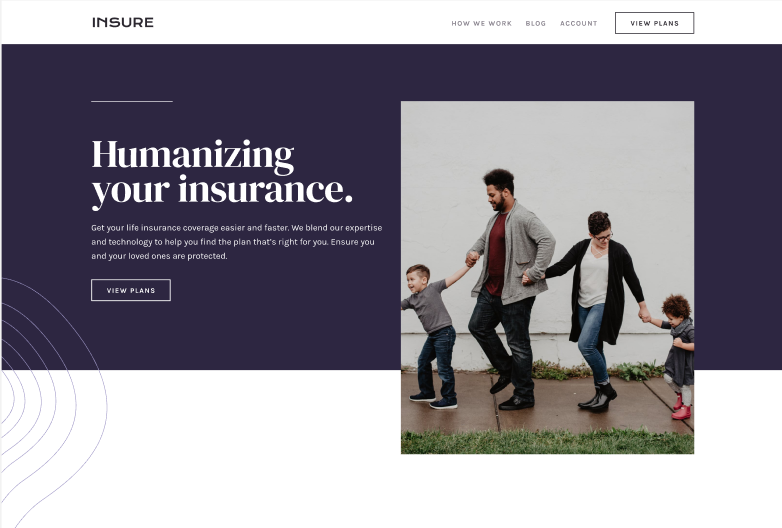 INSURE
HOW WE WORK BLOG ACCOUNT VIEW PLANS
Humanizing
your insurance.
Get your life insurance coverage easier and faster. We blend our expertise
and technology to help you find the plan that's right for you. Ensure you
and your loved ones are protected.
VIEW PLANS